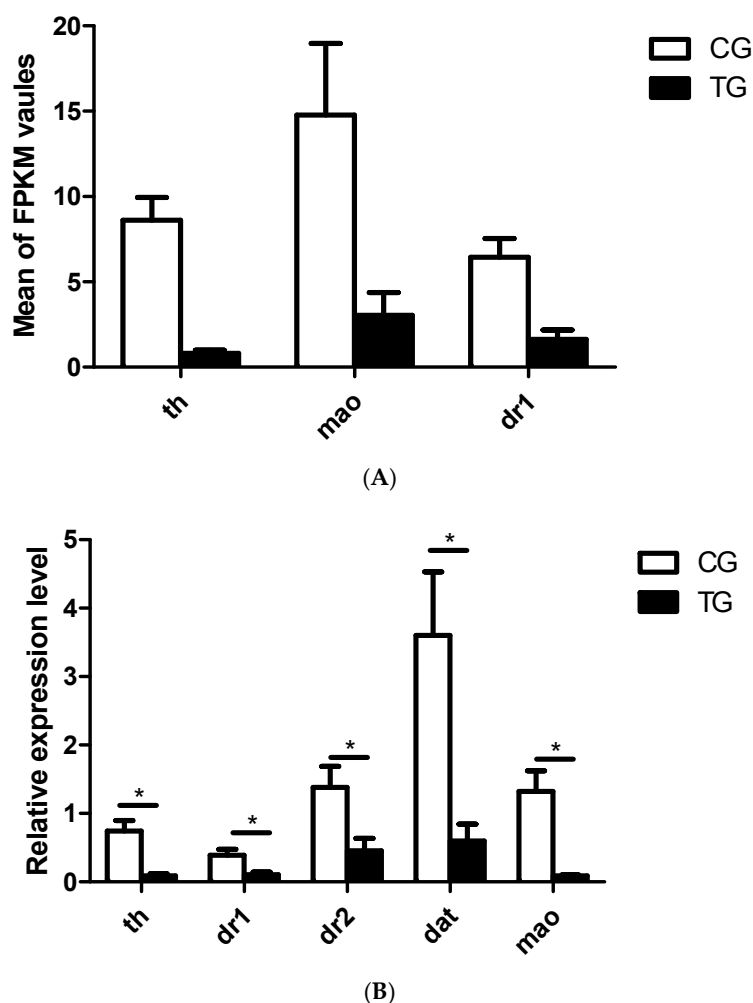 20
15
10
5
0
Mean of FPKM vaules
CG
TG
th
mao
dr1
(A)
5
4
3
2
1
0
Relative expression level
CG
TG
*
*
*
*
*
th
dr1
dr2
dat
mao
(B)